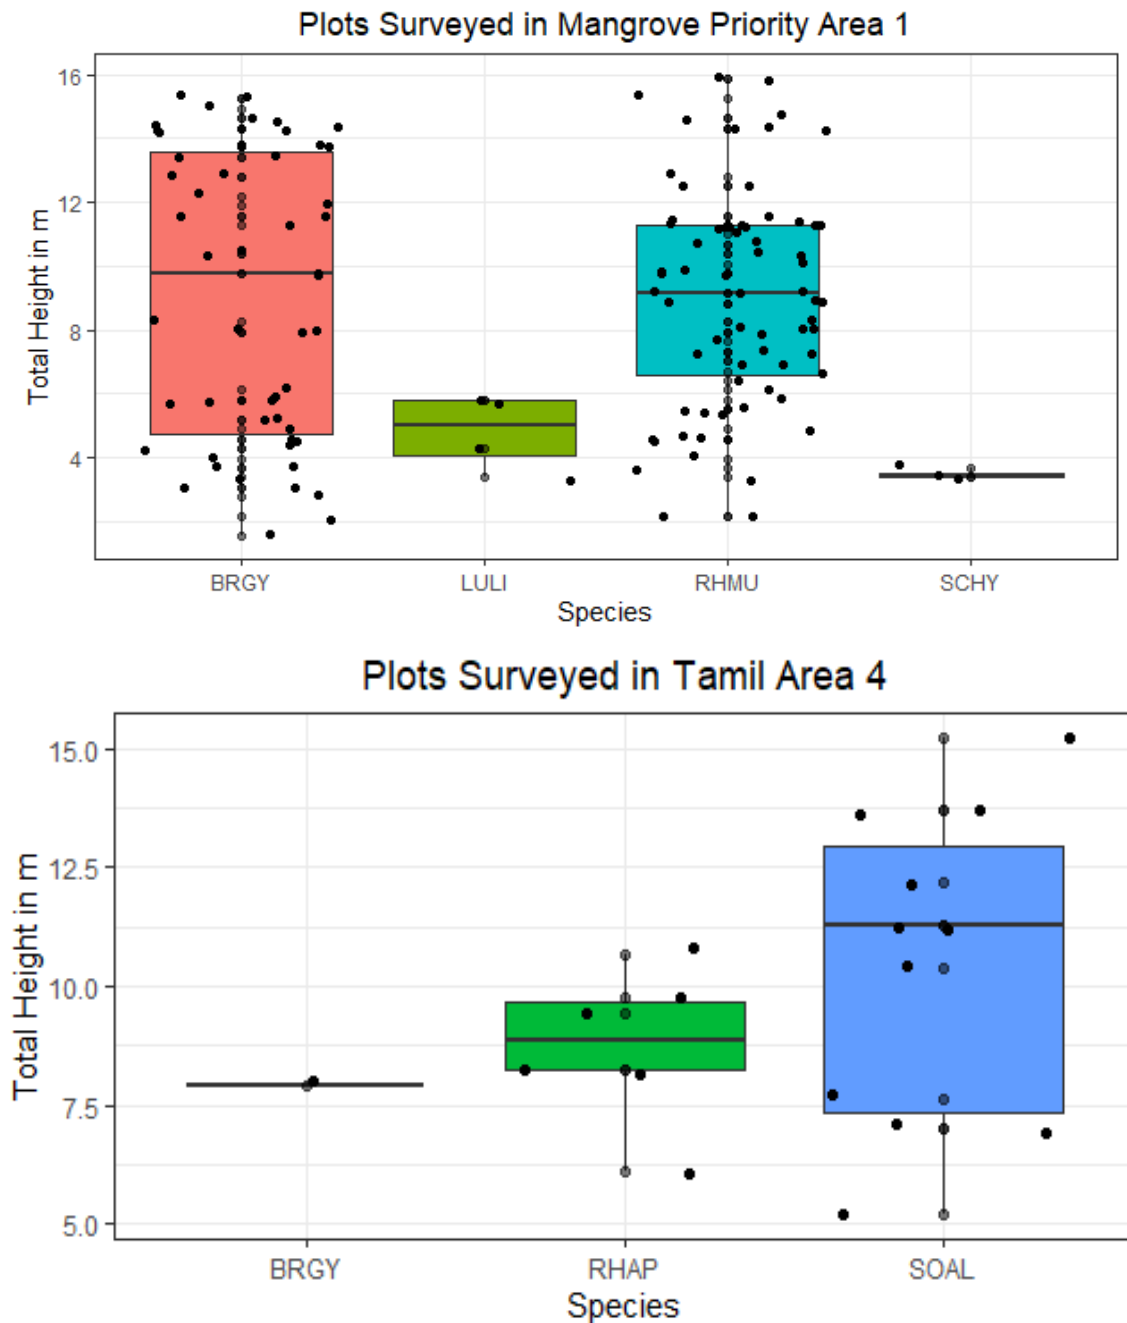 Plots Surveyed in Mangrove Priority Area 1
Total Height in m
16
12
8
4
BRGY LULI RHMU SCHY
Species
Plots Surveyed in Tamil Area 4
Total Height in m
15.0
12.5
10.0
7.5
5.0
BRGY RHAP SOAL
Species